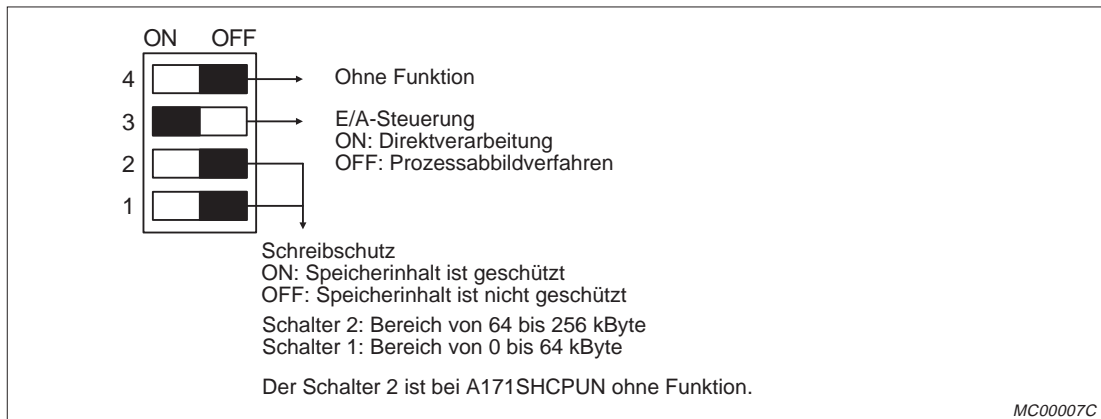 ON OFF
4 Ohne Funktion
3 E/A-Steuerung
ON: Direktverarbeitung
2 OFF: Prozessabbildverfahren
1
Schreibschutz
ON: Speicherinhalt ist geschützt
OFF: Speicherinhalt ist nicht geschützt
Schalter 2: Bereich von 64 bis 256 kByte
Schalter 1: Bereich von 0 bis 64 kByte
Der Schalter 2 ist bei A171SHCPUN ohne Funktion.
MC00007C